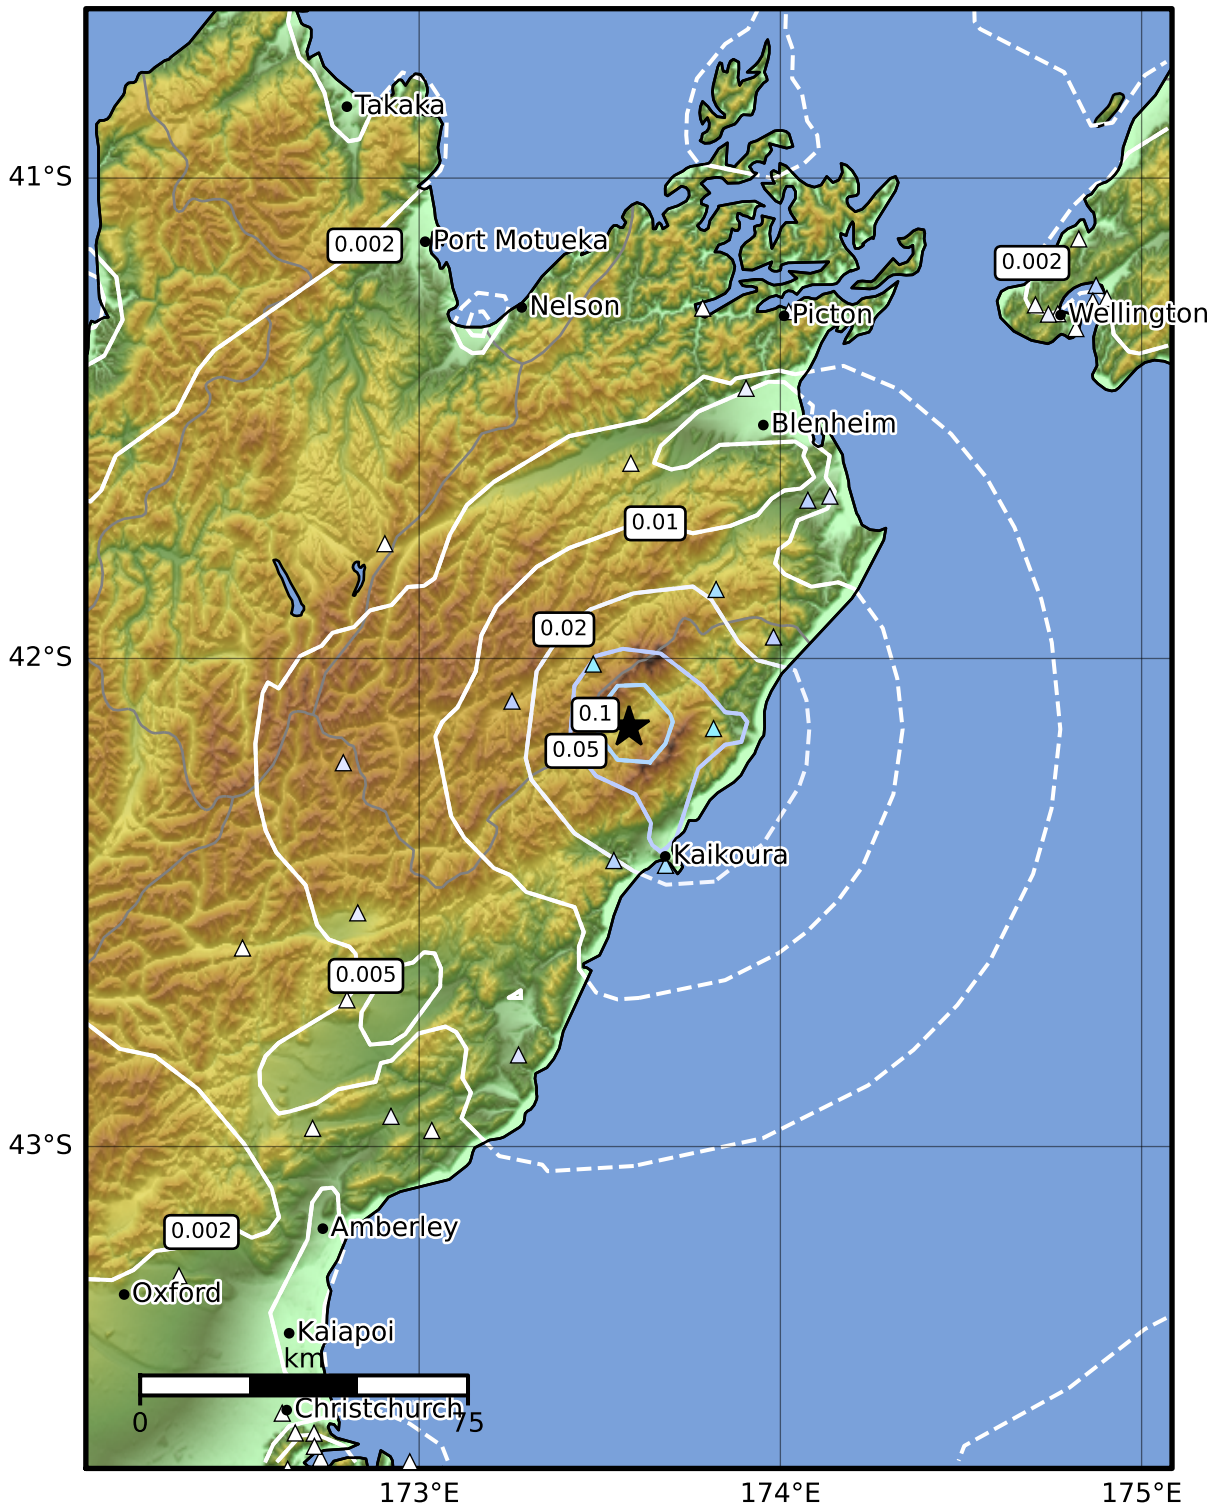 Takaka
41°S
0.002
Port Motueka
0.002
Nelson
Picton
Wellington
Blenheim
0.01
0.02
42°S
0.1
0.05
Kaikoura
0.005
43°S
0.002
Amberley
Oxford
Kaiapoi
km
Christchurch
0
75
173°E
174°E
175°E